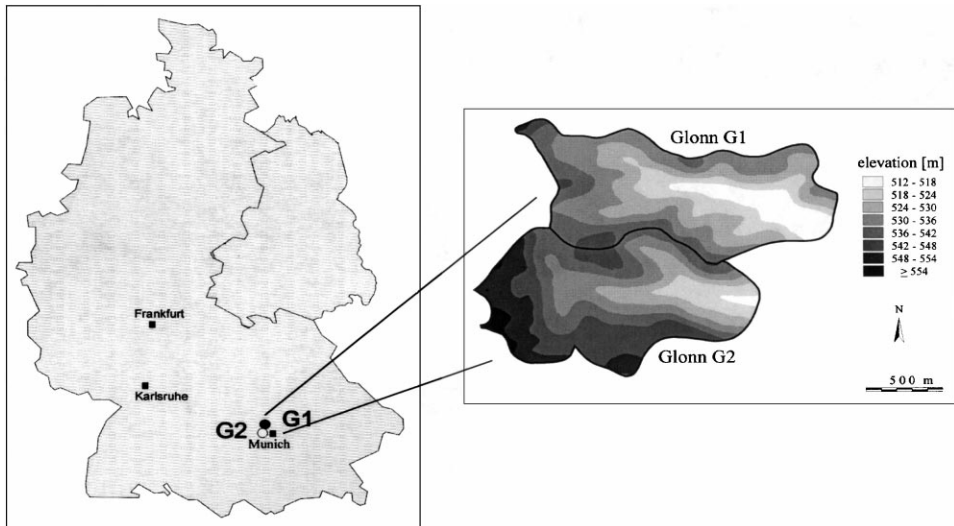 Frankfurt
Karlsruhe
G2 G1
Munich
Glonn G1
Glonn G2
elevation [m]
512 - 518
518 - 524
524 - 530
530 - 536
536 - 542
542 - 548
548 - 554
≥ 554
N
500 m